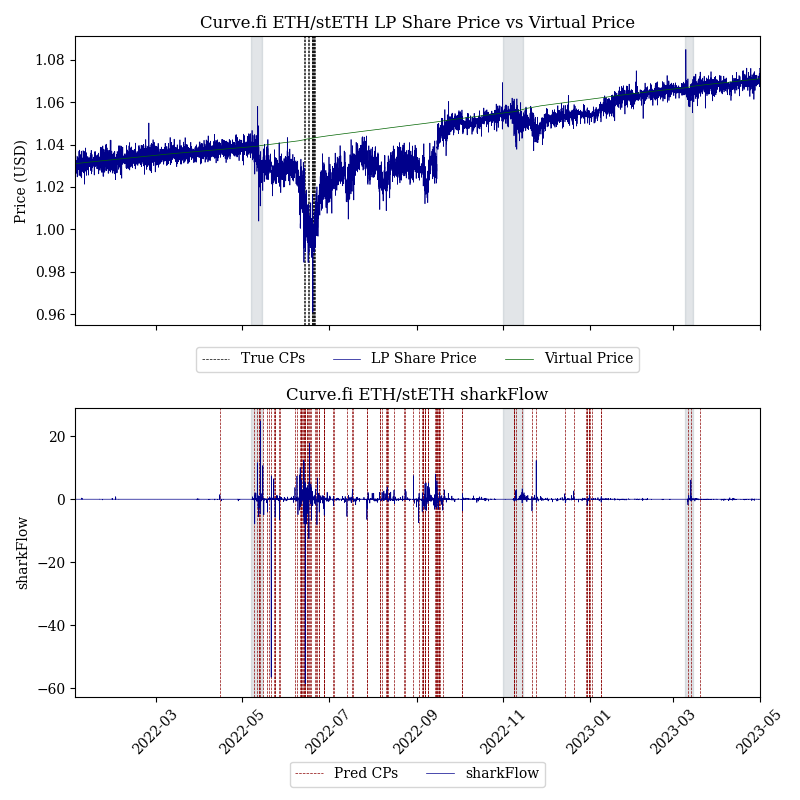 Curve.fi ETH/stETH LP Share Price vs Virtual Price
1.08
1.06
1.04
1.02
1.00
0.98
0.96
Price (USD)
True CPs LP Share Price Virtual Price
Curve.fi ETH/stETH sharkFlow
20
0
−20
−40
−60
sharkFlow
2022-03 2022-05 2022-07 2022-09 2022-11 2023-01 2023-03 2023-05
Pred CPs sharkFlow